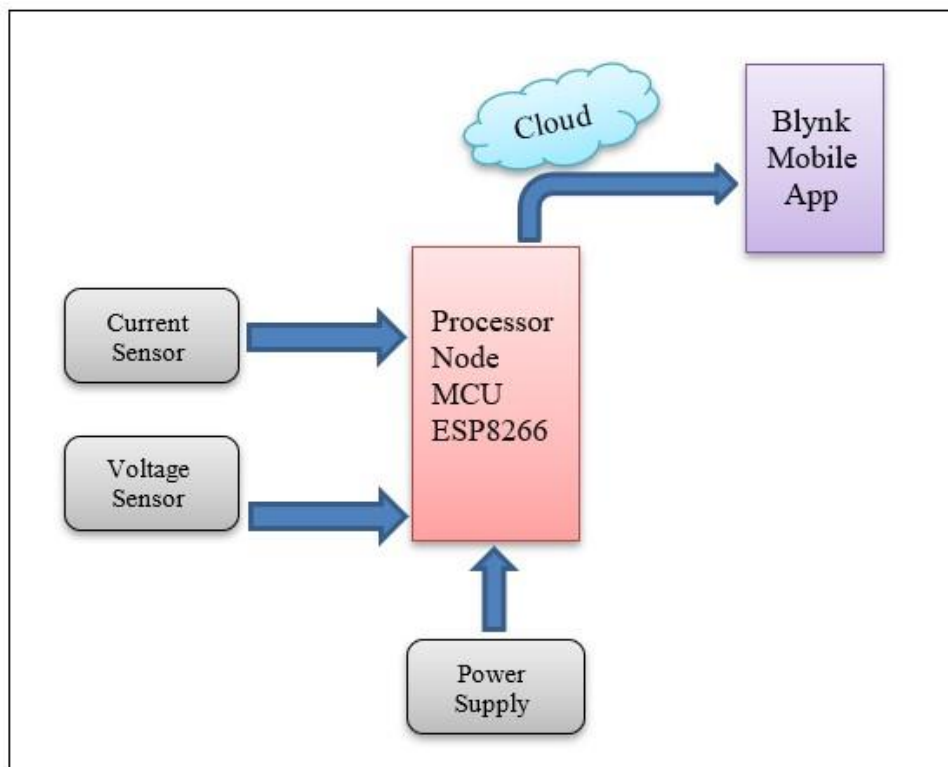 Cloud
Blynk
Mobile
App
Current
Sensor
Processor
Node
MCU
ESP8266
Voltage
Sensor
Power
Supply